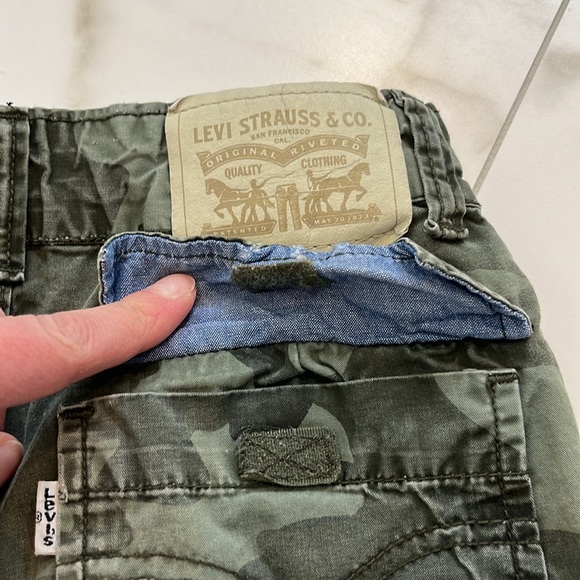 LEVI STRAUSS & CO.
SAN FRANCISCO
CAL.
ORIGINAL RIVETED
QUALITY CLOTHING
PATENTED MAY 20 1873
LEVI'S
®